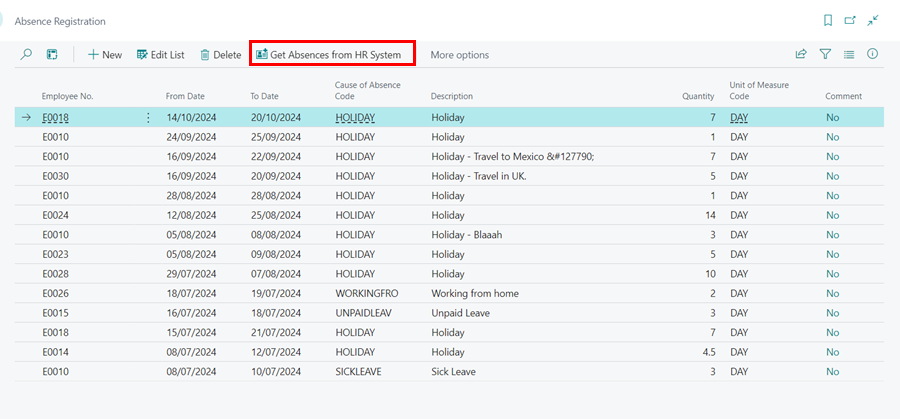 Absence Registration
New Edit List Delete Get Absences from HR System More options
Employee No. From Date To Date Cause of Absence Code Description Quantity Unit of Measure Code Comment
E0018 14/10/2024 20/10/2024 HOLIDAY Holiday 7 DAY No
E0010 24/09/2024 25/09/2024 HOLIDAY Holiday 1 DAY No
E0010 16/09/2024 22/09/2024 HOLIDAY Holiday - Travel to Mexico &#127790; 7 DAY No
E0030 16/09/2024 20/09/2024 HOLIDAY Holiday - Travel in UK. 5 DAY No
E0010 28/08/2024 28/08/2024 HOLIDAY Holiday 1 DAY No
E0024 12/08/2024 25/08/2024 HOLIDAY Holiday 14 DAY No
E0010 05/08/2024 08/08/2024 HOLIDAY Holiday - Blaaah 3 DAY No
E0023 05/08/2024 09/08/2024 HOLIDAY Holiday 5 DAY No
E0028 29/07/2024 07/08/2024 HOLIDAY Holiday 10 DAY No
E0026 18/07/2024 19/07/2024 WORKINGFRO Working from home 2 DAY No
E0015 16/07/2024 18/07/2024 UNPAIDLEAV Unpaid Leave 3 DAY No
E0018 15/07/2024 21/07/2024 HOLIDAY Holiday 7 DAY No
E0014 08/07/2024 12/07/2024 HOLIDAY Holiday 4.5 DAY No
E0010 08/07/2024 10/07/2024 SICKLEAVE Sick Leave 3 DAY No